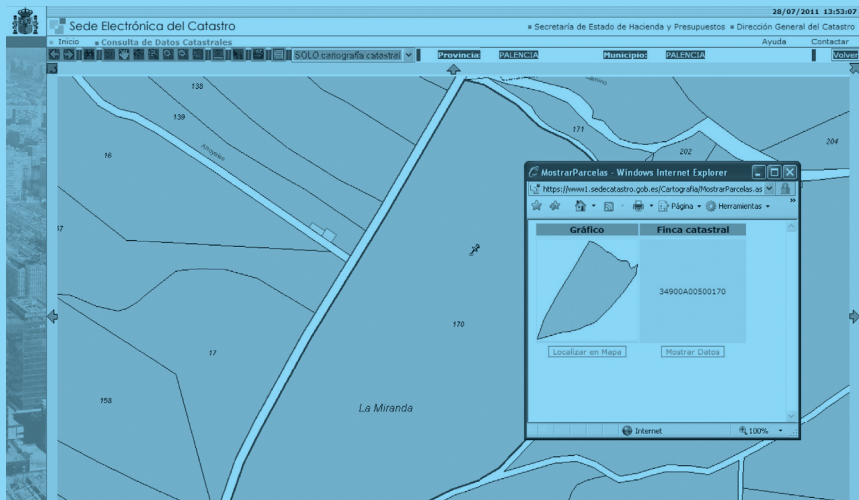 28/07/2011 13:53:07
Sede Electrónica del Catastro
Secretaría de Estado de Hacienda y Presupuestos Dirección General del Catastro
Inicio Consulta de Datos Catastrales Ayuda Contactar
SOLO cartografía catastral Provincia: PALENCIA Municipio: PALENCIA Volver
138
139
171
16
202
204
170
17
158
La Miranda
MostrarParcelas - Windows Internet Explorer
https://www1.sedecatastro.gob.es/Cartografia/MostrarParcelas.as
Página Herramientas
Gráfico Finca catastral
34900A00500170
Localizar en Mapa Mostrar Datos
Internet 100%